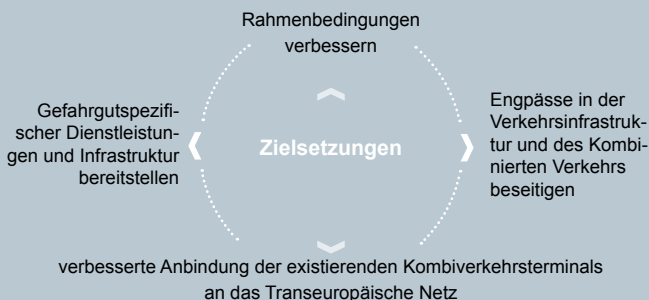 Rahmenbedingungen
verbessern
Gefahrgutspezifi-
scher Dienstleistun-
gen und Infrastruktur
bereitstellen
Zielsetzungen
Engpässe in der
Verkehrsinfrastruk-
tur und des Kombi-
nierten Verkehrs
beseitigen
verbesserte Anbindung der existierenden Kombiverkehrsterminals
an das Transeuropäische Netz